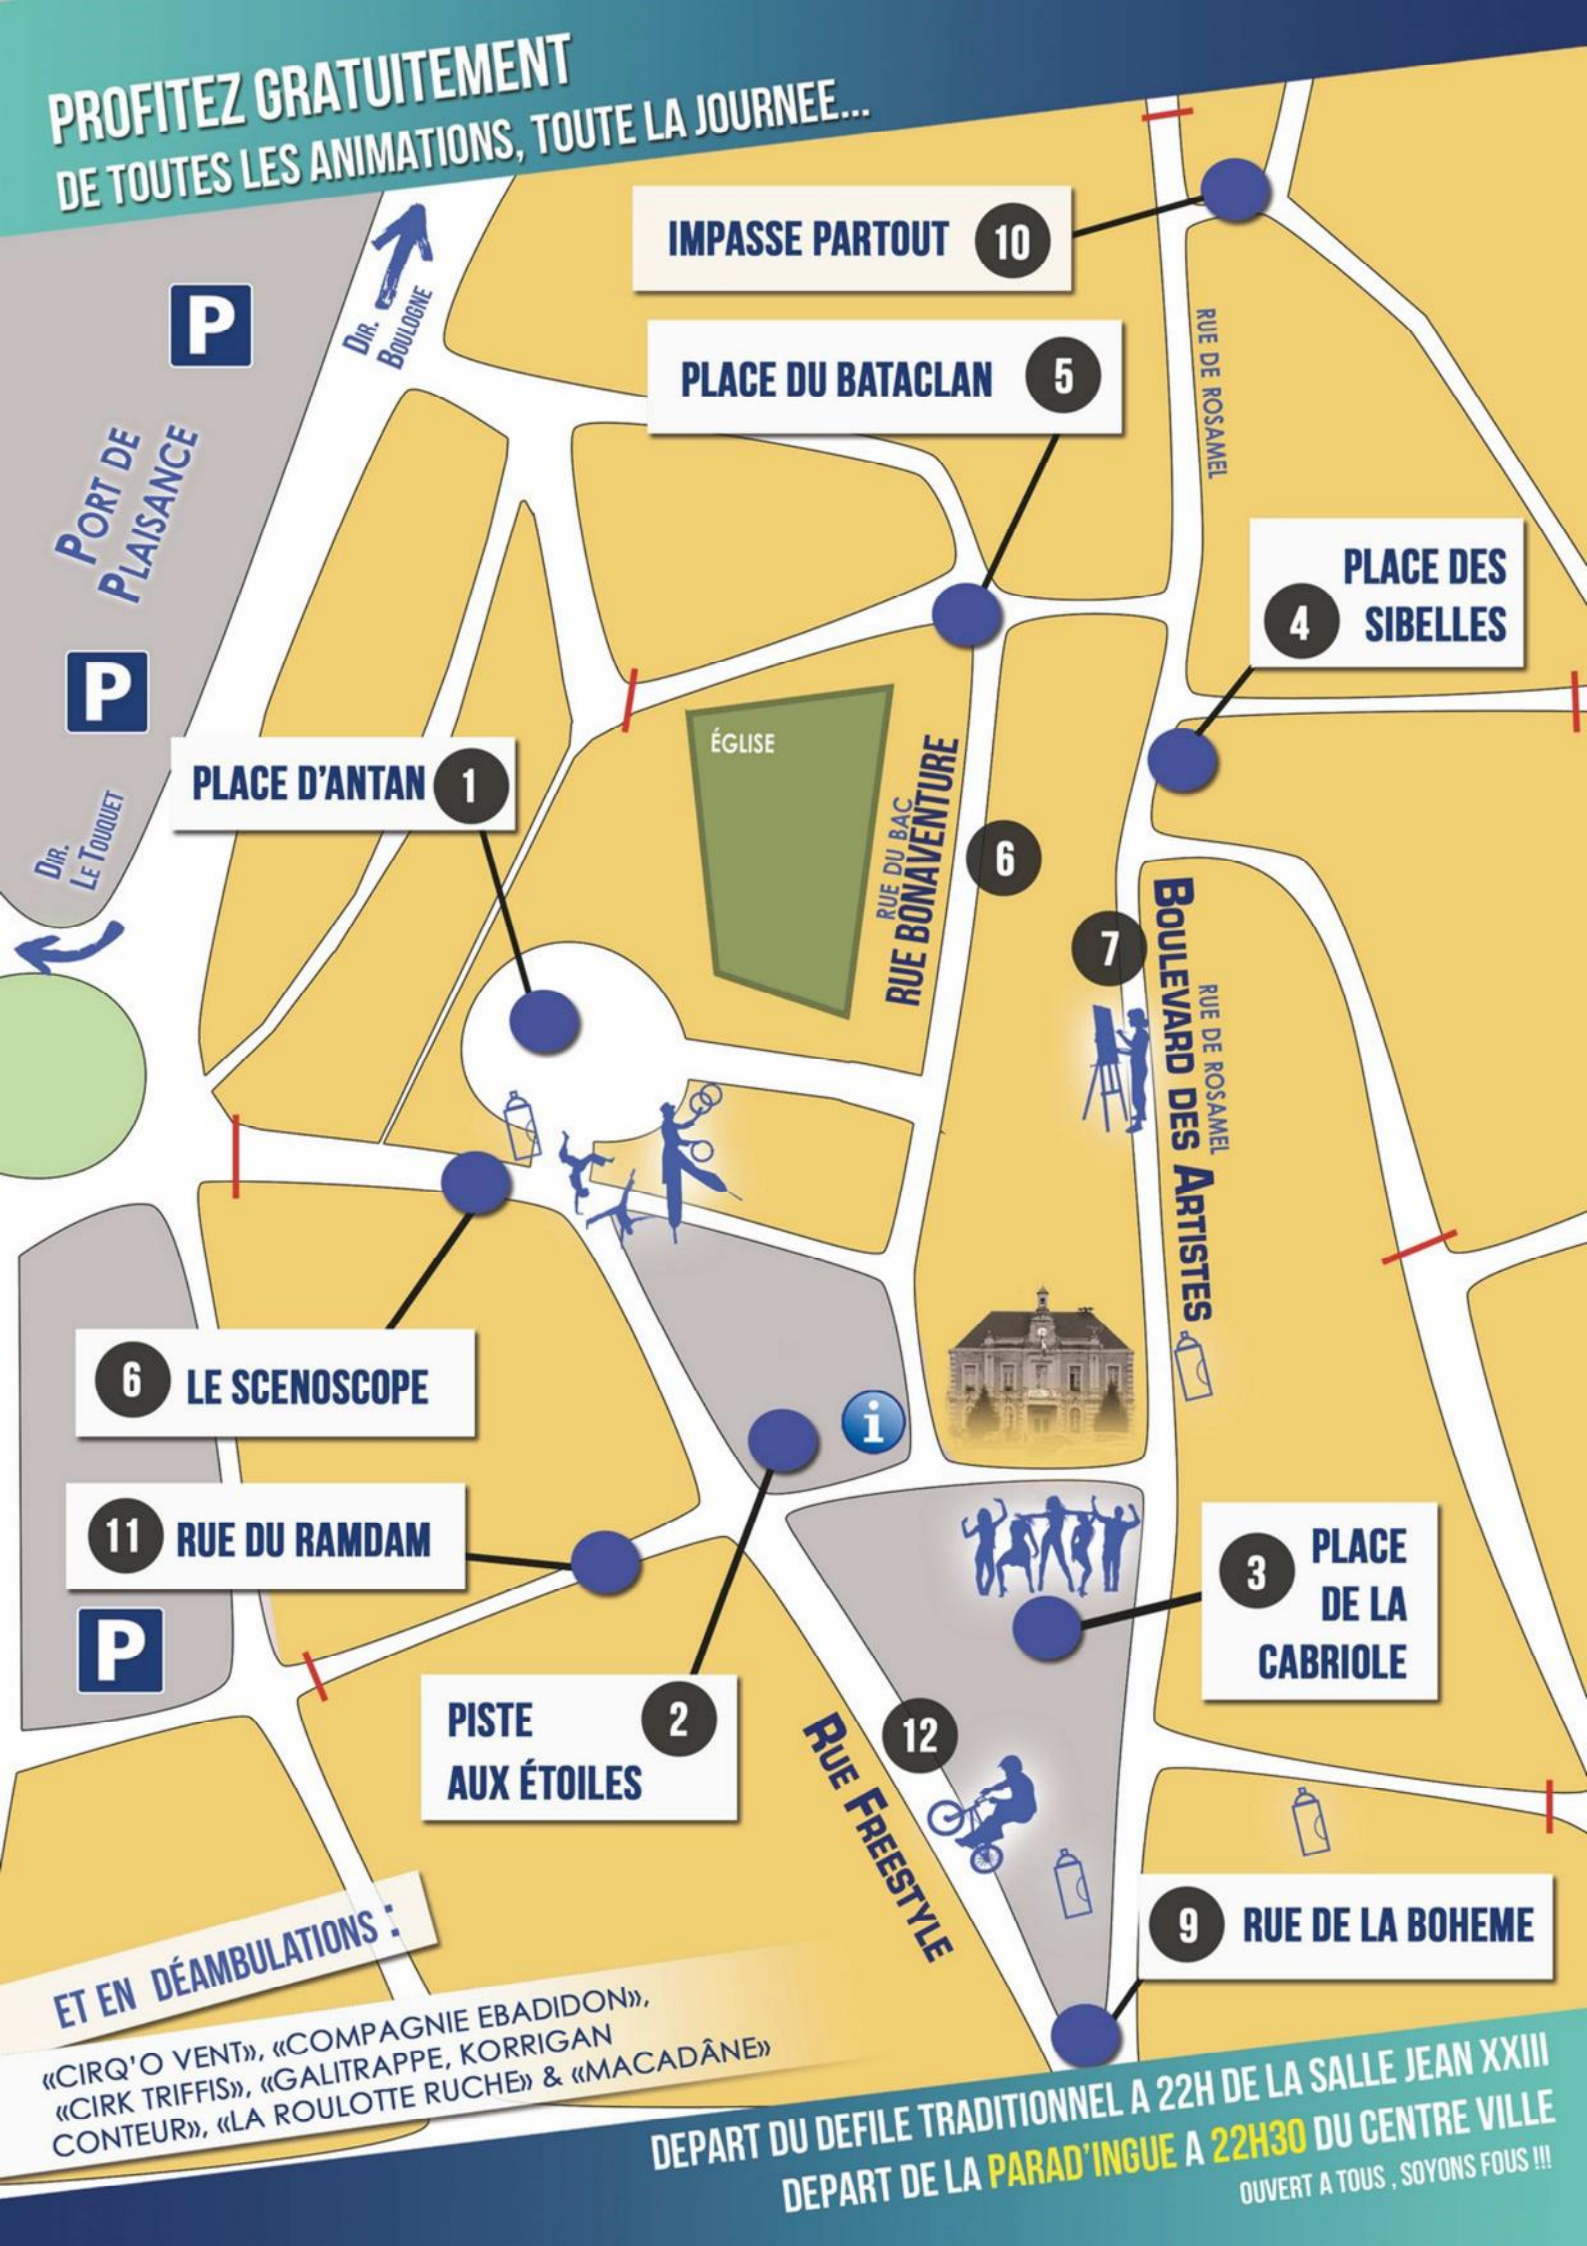 PROFITEZ GRATUITEMENT
DE TOUTES LES ANIMATIONS, TOUTE LA JOURNEE...
DIR.
BOULOGNE
P
PORT DE
PLAISANCE
P
DIR.
LE TOUQUET
IMPASSE PARTOUT 10
PLACE DU BATACLAN 5
RUE DE ROSAMEL
PLACE DES
4 SIBELLES
PLACE D'ANTAN 1
ÉGLISE
RUE DU BAC
RUE BONAVENTURE
6
7
BOULEVARD DES ARTISTES
RUE DE ROSAMEL
6 LE SCENOSCOPE
i
11 RUE DU RAMDAM
P
3 PLACE
DE LA
CABRIOLE
PISTE 2
AUX ÉTOILES
12
RUE FREESTYLE
9 RUE DE LA BOHEME
ET EN DÉAMBULATIONS :
«CIRQ'O VENT», «COMPAGNIE EBADIDON»,
«CIRK TRIFFIS», «GALITRAPPE, KORRIGAN
CONTEUR», «LA ROULOTTE RUCHE» & «MACADÂNE»
DEPART DU DEFILE TRADITIONNEL A 22H DE LA SALLE JEAN XXIII
DEPART DE LA PARAD'INGUE A 22H30 DU CENTRE VILLE
OUVERT A TOUS , SOYONS FOUS !!!